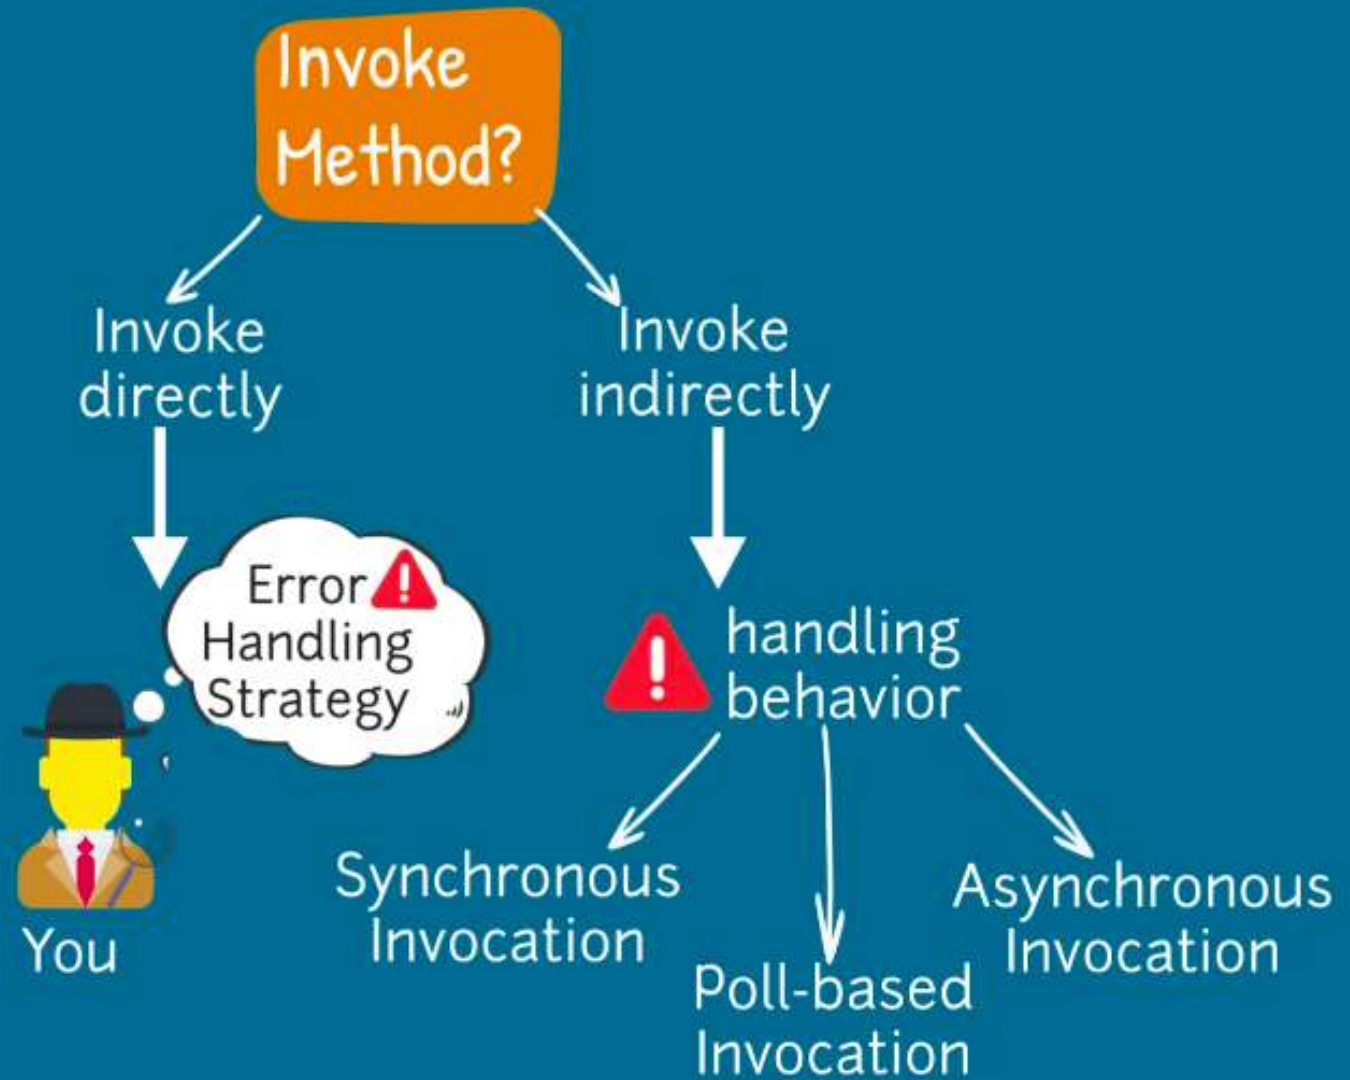 Invoke
Method?
Invoke
directly
Invoke
indirectly
Error
Handling
Strategy
handling
behavior
You
Synchronous
Invocation
Poll-based
Invocation
Asynchronous
Invocation